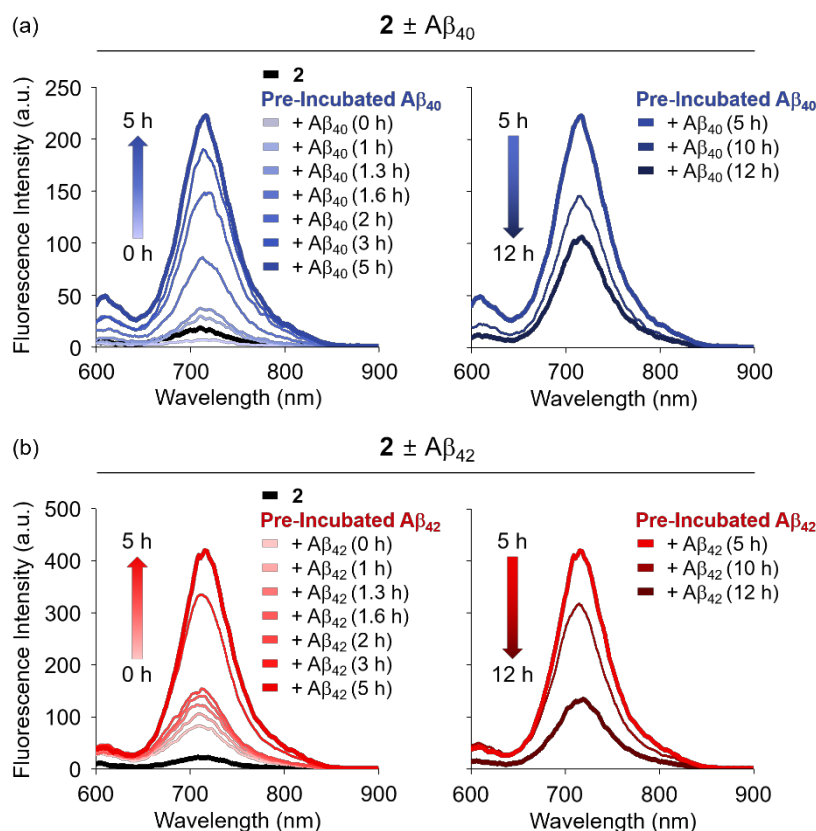 (a)
2 ± Aβ40
2
Pre-Incubated Aβ40
+ Aβ40 (0 h)
+ Aβ40 (1 h)
+ Aβ40 (1.3 h)
+ Aβ40 (1.6 h)
+ Aβ40 (2 h)
+ Aβ40 (3 h)
+ Aβ40 (5 h)
5 h
0 h
Fluorescence Intensity (a.u.)
250
200
150
100
50
0
600 700 800 900
Wavelength (nm)
Pre-Incubated Aβ40
+ Aβ40 (5 h)
+ Aβ40 (10 h)
+ Aβ40 (12 h)
5 h
12 h
600 700 800 900
Wavelength (nm)
(b)
2 ± Aβ42
2
Pre-Incubated Aβ42
+ Aβ42 (0 h)
+ Aβ42 (1 h)
+ Aβ42 (1.3 h)
+ Aβ42 (1.6 h)
+ Aβ42 (2 h)
+ Aβ42 (3 h)
+ Aβ42 (5 h)
5 h
0 h
Fluorescence Intensity (a.u.)
500
400
300
200
100
0
600 700 800 900
Wavelength (nm)
Pre-Incubated Aβ42
+ Aβ42 (5 h)
+ Aβ42 (10 h)
+ Aβ42 (12 h)
5 h
12 h
600 700 800 900
Wavelength (nm)